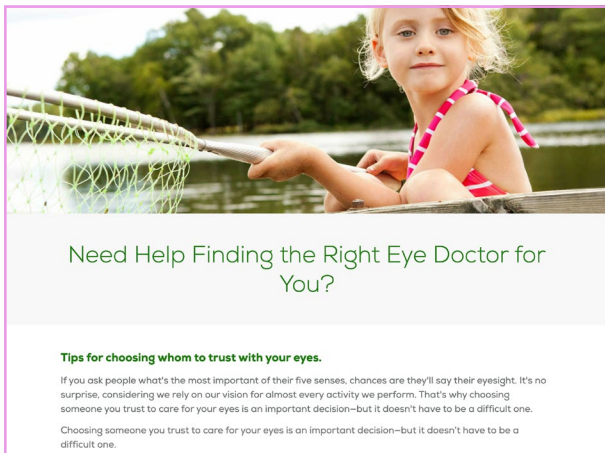 Need Help Finding the Right Eye Doctor for
You?
Tips for choosing whom to trust with your eyes.
If you ask people what's the most important of their five senses, chances are they'll say their eyesight. It's no
surprise, considering we rely on our vision for almost every activity we perform. That's why choosing
someone you trust to care for your eyes is an important decision—but it doesn't have to be a difficult one.
Choosing someone you trust to care for your eyes is an important decision—but it doesn't have to be a
difficult one.